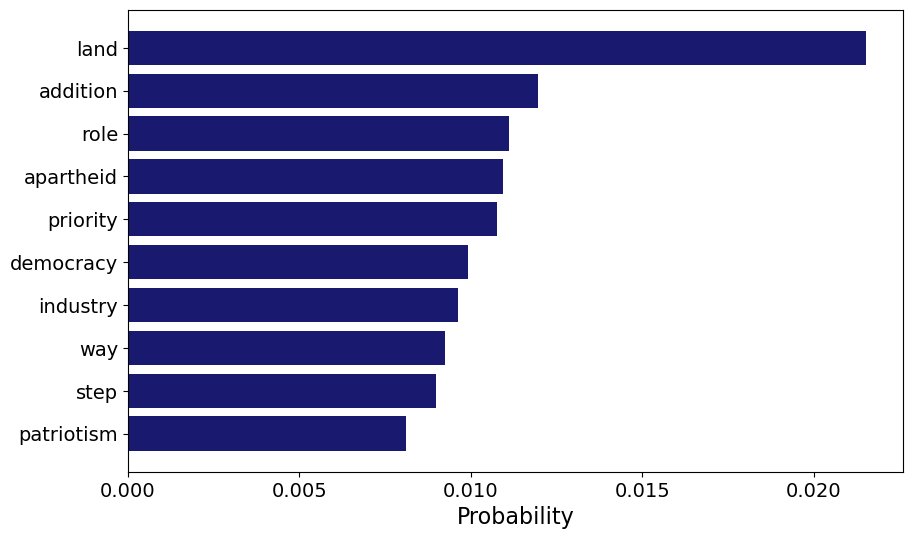 land
addition
role
apartheid
priority
democracy
industry
way
step
patriotism
0.000 0.005 0.010 0.015 0.020
Probability